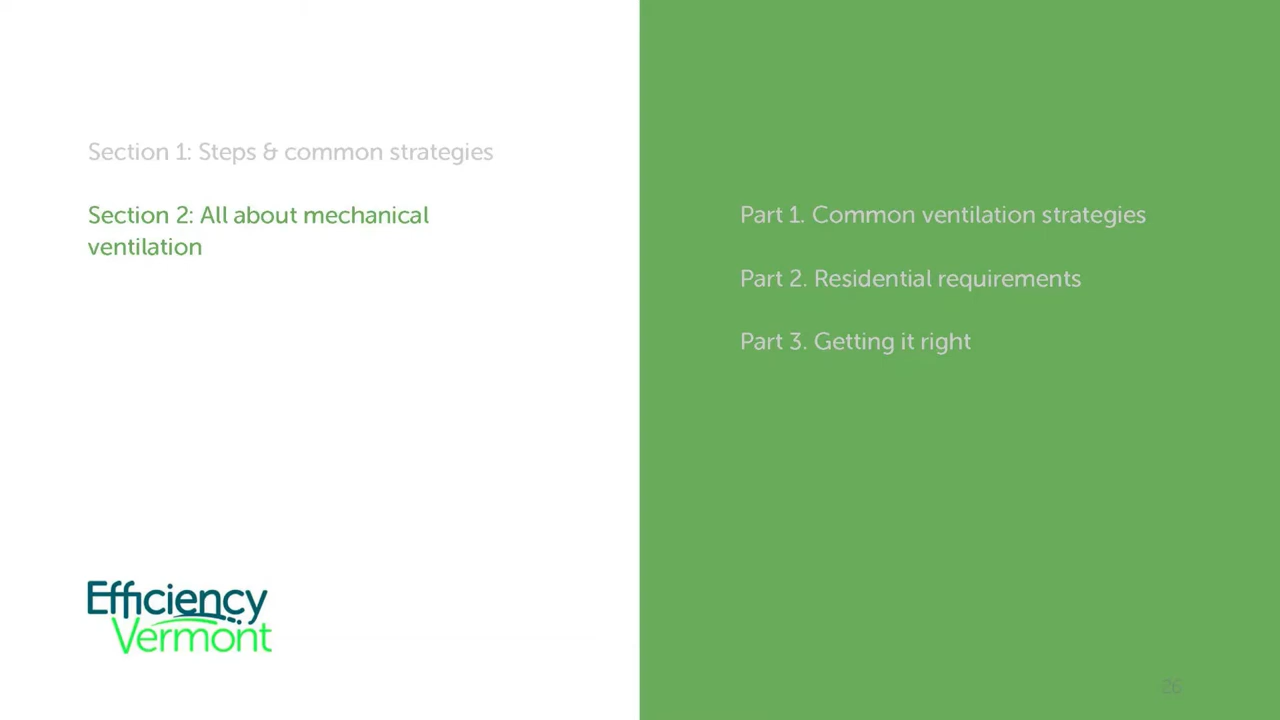 Section 1: Steps & common strategies
Section 2: All about mechanical
ventilation
Part 1. Common ventilation strategies
Part 2. Residential requirements
Part 3. Getting it right
Efficiency
Vermont
26